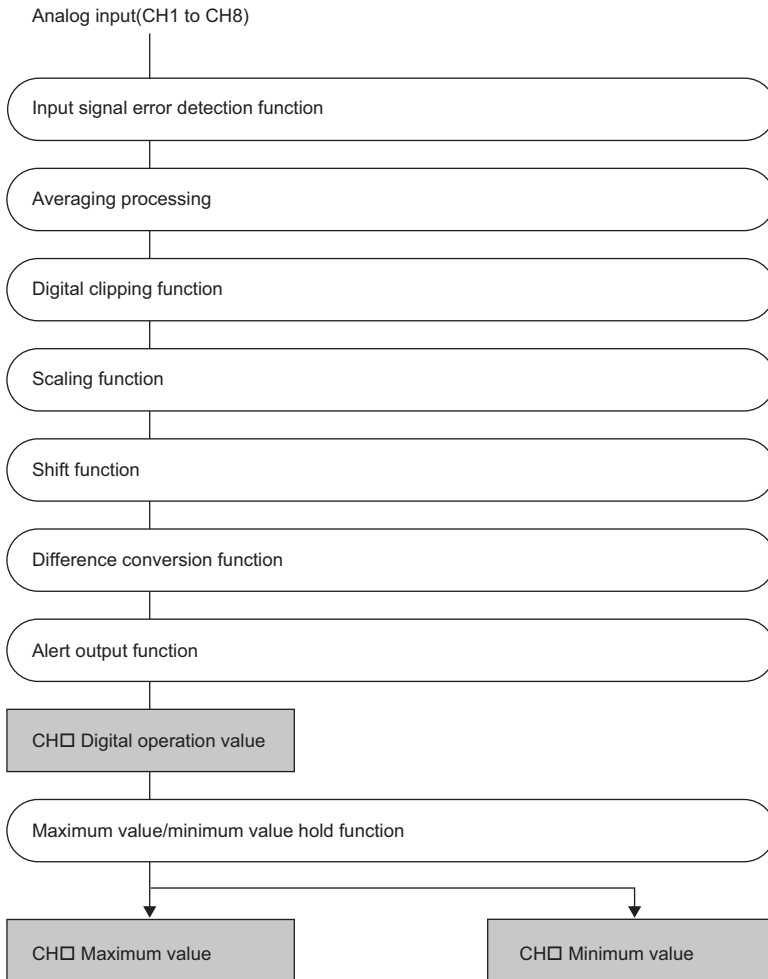 Analog input(CH1 to CH8)
Input signal error detection function
Averaging processing
Digital clipping function
Scaling function
Shift function
Difference conversion function
Alert output function
CH□ Digital operation value
Maximum value/minimum value hold function
CH□ Maximum value
CH□ Minimum value